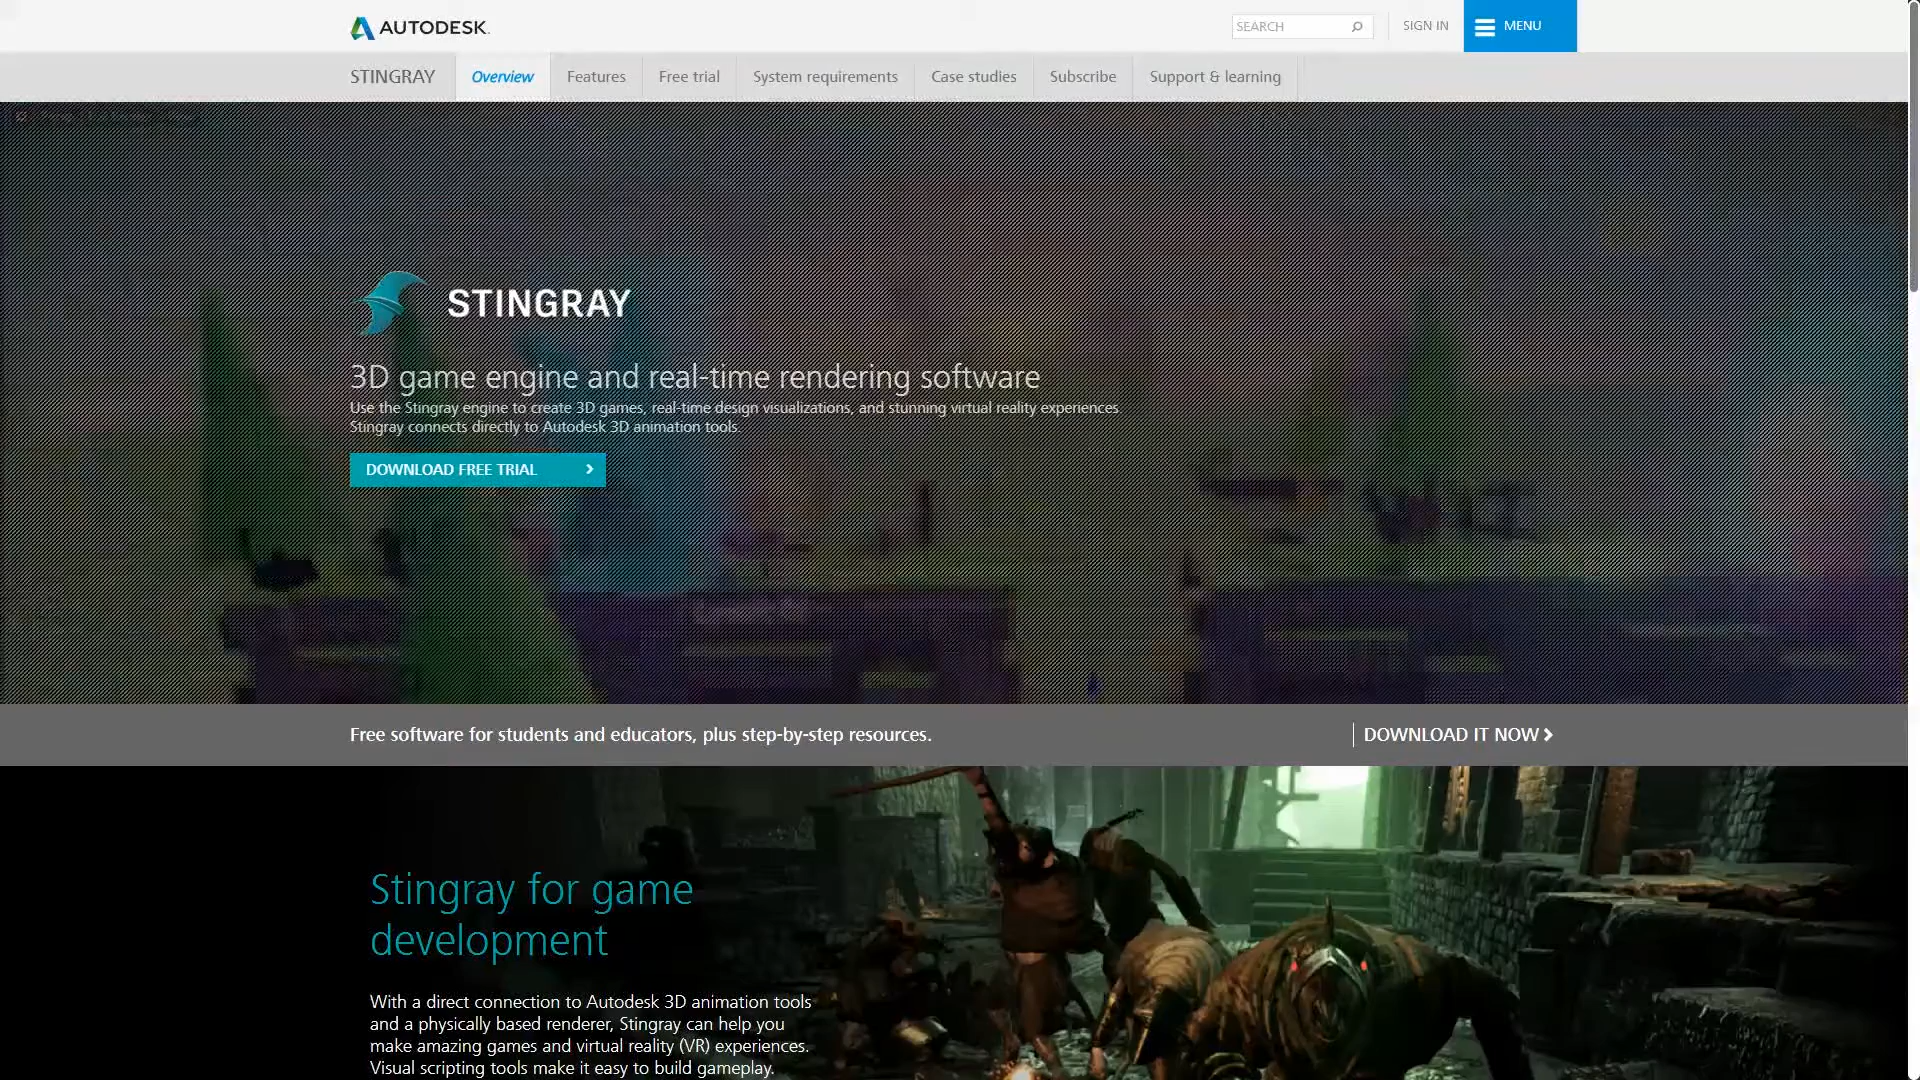 AUTODESK.
SEARCH
SIGN IN
MENU
STINGRAY
Overview
Features
Free trial
System requirements
Case studies
Subscribe
Support & learning
STINGRAY
3D game engine and real-time rendering software
Use the Stingray engine to create 3D games, real-time design visualizations, and stunning virtual reality experiences.
Stingray connects directly to Autodesk 3D animation tools.
DOWNLOAD FREE TRIAL
Free software for students and educators, plus step-by-step resources.
DOWNLOAD IT NOW
Stingray for game
development
With a direct connection to Autodesk 3D animation tools
and a physically based renderer, Stingray can help you
make amazing games and virtual reality (VR) experiences.
Visual scripting tools make it easy to build gameplay.